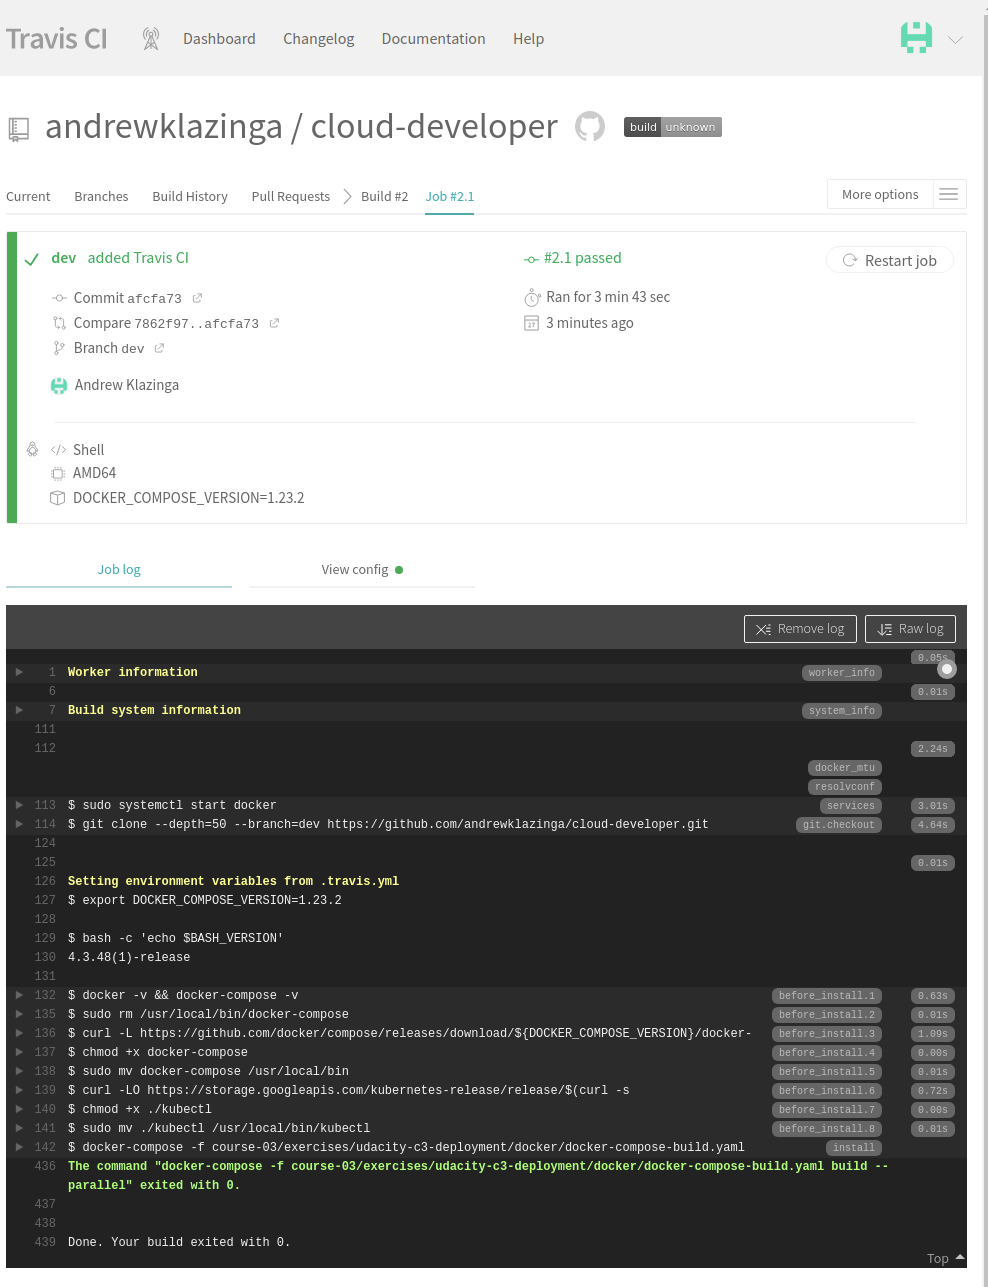 Travis CI Dashboard Changelog Documentation Help
andrewklazinga / cloud-developer build unknown
Current Branches Build History Pull Requests Build #2 Job #2.1 More options
dev added Travis CI #2.1 passed Restart job
Commit afcfa73 Ran for 3 min 43 sec
Compare 7862f97..afcfa73 3 minutes ago
Branch dev
Andrew Klazinga
</> Shell
AMD64
DOCKER_COMPOSE_VERSION=1.23.2
Job log View config
Remove log Raw log
0.05s
1 Worker information worker_info
6 0.01s
7 Build system information system_info
111
112 2.24s
docker_mtu
resolvconf
113 $ sudo systemctl start docker services 3.01s
114 $ git clone --depth=50 --branch=dev https://github.com/andrewklazinga/cloud-developer.git git.checkout 4.64s
124
125 0.01s
126 Setting environment variables from .travis.yml
127 $ export DOCKER_COMPOSE_VERSION=1.23.2
128
129 $ bash -c 'echo $BASH_VERSION'
130 4.3.48(1)-release
131
132 $ docker -v && docker-compose -v before_install.1 0.63s
135 $ sudo rm /usr/local/bin/docker-compose before_install.2 0.01s
136 $ curl -L https://github.com/docker/compose/releases/download/${DOCKER_COMPOSE_VERSION}/docker- before_install.3 1.09s
137 $ chmod +x docker-compose before_install.4 0.00s
138 $ sudo mv docker-compose /usr/local/bin before_install.5 0.01s
139 $ curl -LO https://storage.googleapis.com/kubernetes-release/release/$(curl -s before_install.6 0.72s
140 $ chmod +x ./kubectl before_install.7 0.00s
141 $ sudo mv ./kubectl /usr/local/bin/kubectl before_install.8 0.01s
142 $ docker-compose -f course-03/exercises/udacity-c3-deployment/docker/docker-compose-build.yaml install
436 The command "docker-compose -f course-03/exercises/udacity-c3-deployment/docker/docker-compose-build.yaml build --
parallel" exited with 0.
437
438
439 Done. Your build exited with 0.
Top